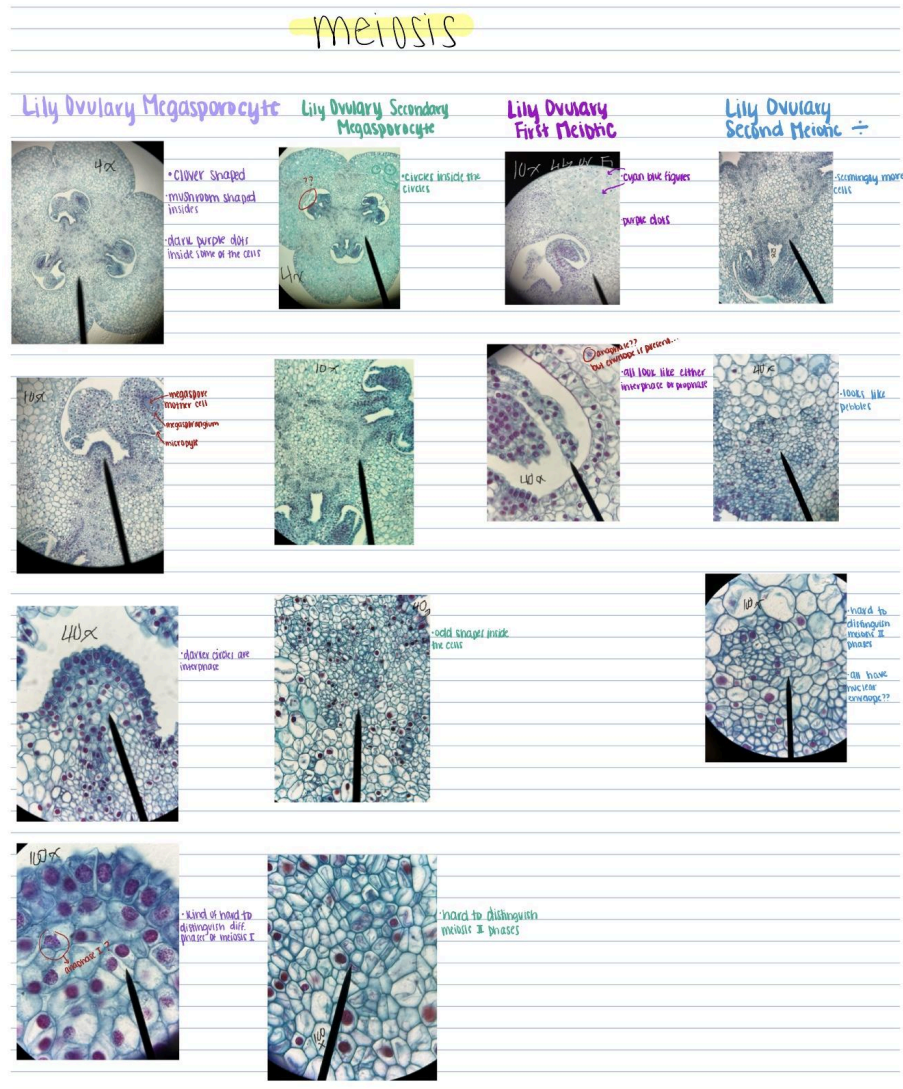 meiosis
Lily Ovulary Megasporocyte
4x
• clover shaped
• mushroom shaped
insides
• dark purple dots
inside some of the cells
10x
megaspore
mother cell
megasporangium
micropyle
40x
• darker circles are
interphase
100x
anaphase I ?
• Kind of hard to
distinguish diff.
phases of meiosis I
Lily Ovulary Secondary
Megasporocyte
??
4x
• circles inside the
circles
10x
40x
• odd shapes inside
the cells
100x
• hard to distinguish
meiosis II phases
Lily Ovulary
First Meiotic
10x
• cyan blue figures
• purple dots
anaphase??
but envelope is present...
• all look like either
interphase or prophase
40x
Lily Ovulary
Second Meiotic ÷
• seemingly more
cells
40x
• looks like
pebbles
• hard to
distinguish
meiosis II
phases
• all have
nuclear
envelope??